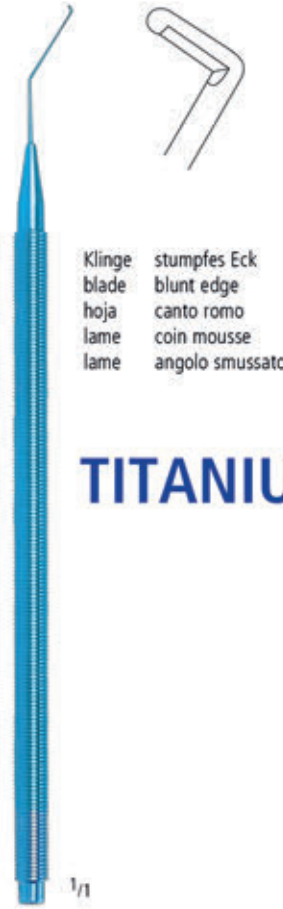 Klinge stumpfes Eck
blade blunt edge
hoja canto romo
lame coin mousse
lame angolo smussato
TITANIU
1/1